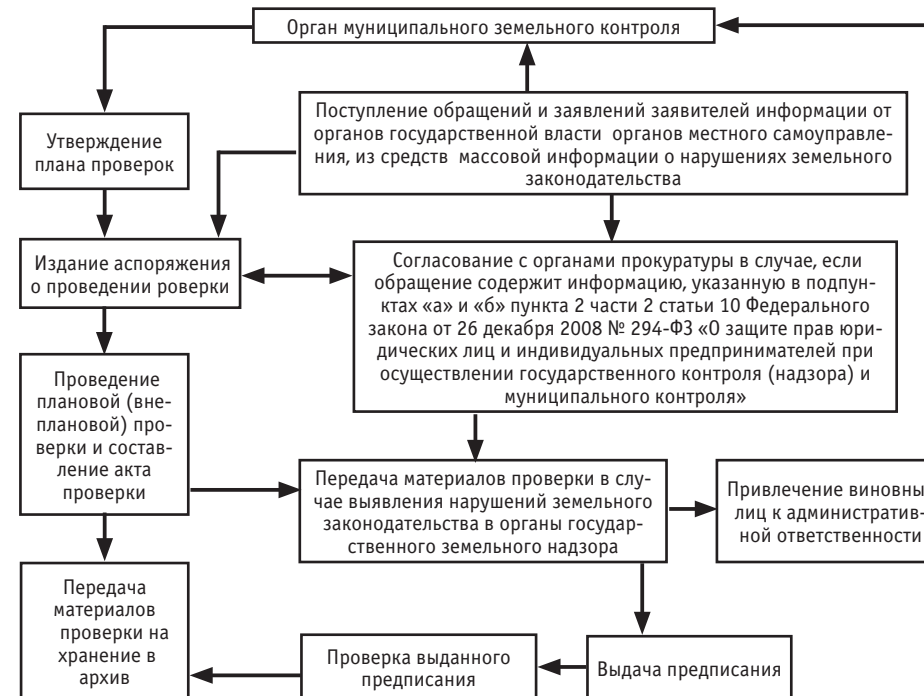 Орган муниципального земельного контроля
Поступление обращений и заявлений заявителей информации от
органов государственной власти органов местного самоуправле-
ния, из средств массовой информации о нарушениях земельного
законодательства
Утверждение
плана проверок
Издание аспоряжения
о проведении роверки
Согласование с органами прокуратуры в случае, если
обращение содержит информацию, указанную в подпунк-
тах «а» и «б» пункта 2 части 2 статьи 10 Федерального
закона от 26 декабря 2008 № 294-ФЗ «О защите прав юри-
дических лиц и индивидуальных предпринимателей при
осуществлении государственного контроля (надзора) и
муниципального контроля»
Проведение
плановой (вне-
плановой) про-
верки и состав-
ление акта
проверки
Передача материалов проверки в слу-
чае выявления нарушений земельного
законодательства в органы государ-
ственного земельного надзора
Привлечение виновны
лиц к административ-
ной ответственности
Передача
материалов
проверки на
хранение в
архив
Проверка выданного
предписания
Выдача предписания